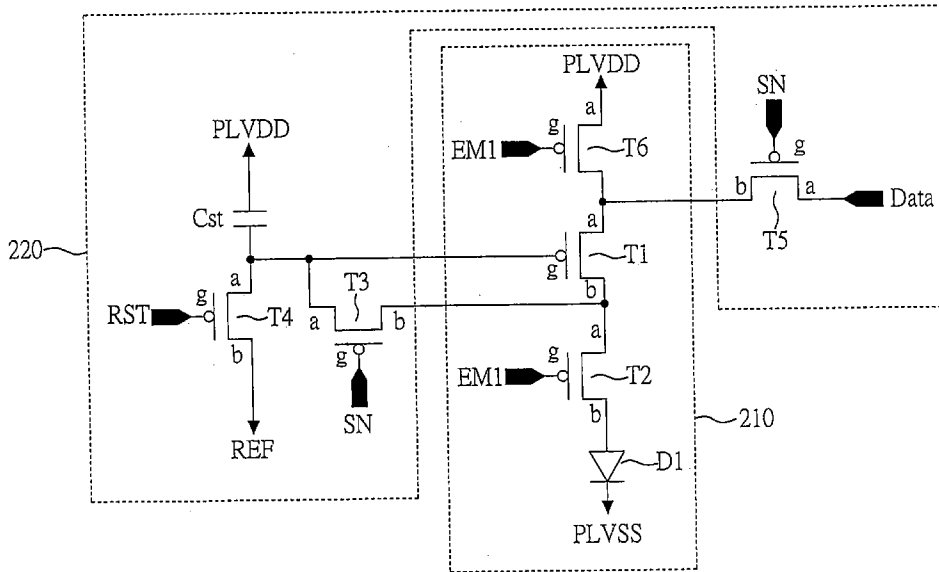 PLVDD
a
g
EM1
T6
SN
g
b
a
Data
T5
PLVDD
Cst
220
a
g
T1
b
a
RST
g
T4
b
T3
a
b
g
SN
REF
a
g
EM1
T2
b
210
D1
PLVSS